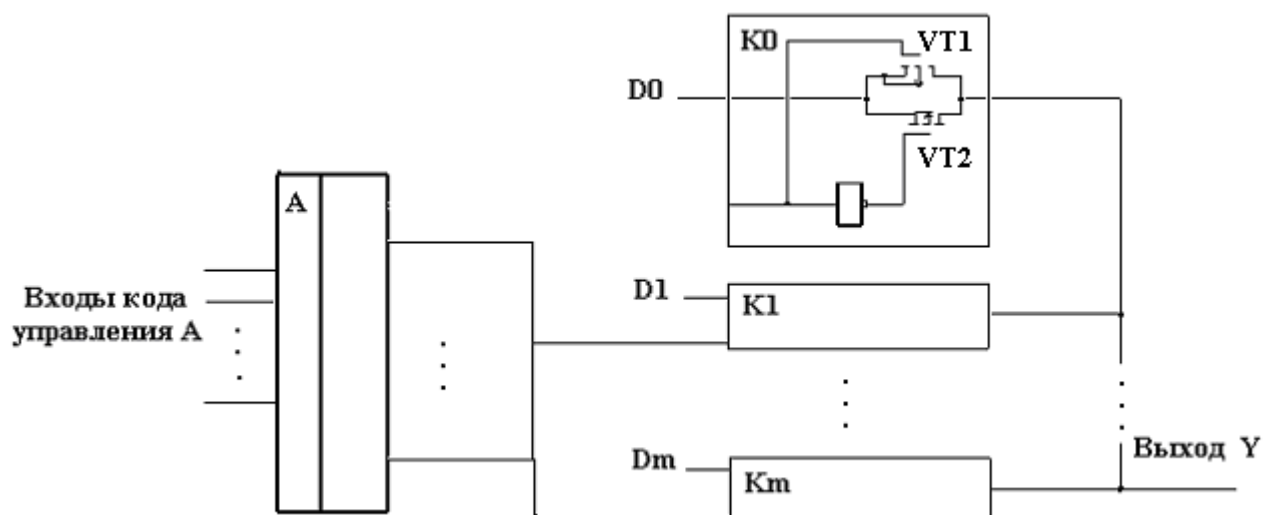 K0
VT1
D0
VT2
A
Входы кода
управления А
D1
K1
Dm
Km
Выход Y